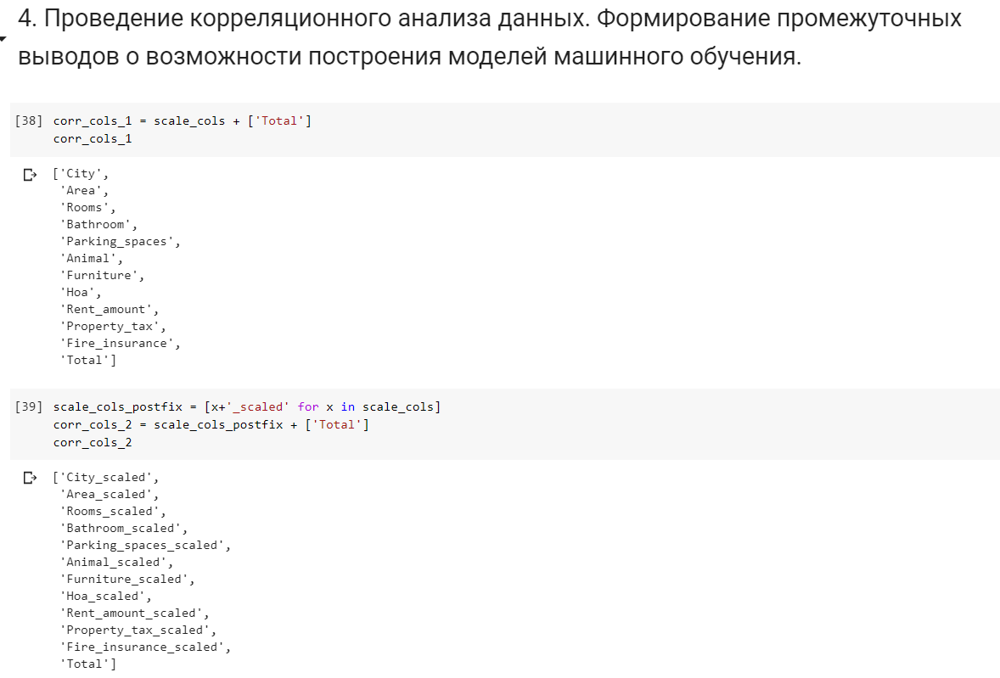 4. Проведение корреляционного анализа данных. Формирование промежуточных
выводов о возможности построения моделей машинного обучения.
[38] corr_cols_1 = scale_cols + ['Total']
corr_cols_1
['City',
'Area',
'Rooms',
'Bathroom',
'Parking_spaces',
'Animal',
'Furniture',
'Hoa',
'Rent_amount',
'Property_tax',
'Fire_insurance',
'Total']
[39] scale_cols_postfix = [x+'_scaled' for x in scale_cols]
corr_cols_2 = scale_cols_postfix + ['Total']
corr_cols_2
['City_scaled',
'Area_scaled',
'Rooms_scaled',
'Bathroom_scaled',
'Parking_spaces_scaled',
'Animal_scaled',
'Furniture_scaled',
'Hoa_scaled',
'Rent_amount_scaled',
'Property_tax_scaled',
'Fire_insurance_scaled',
'Total']